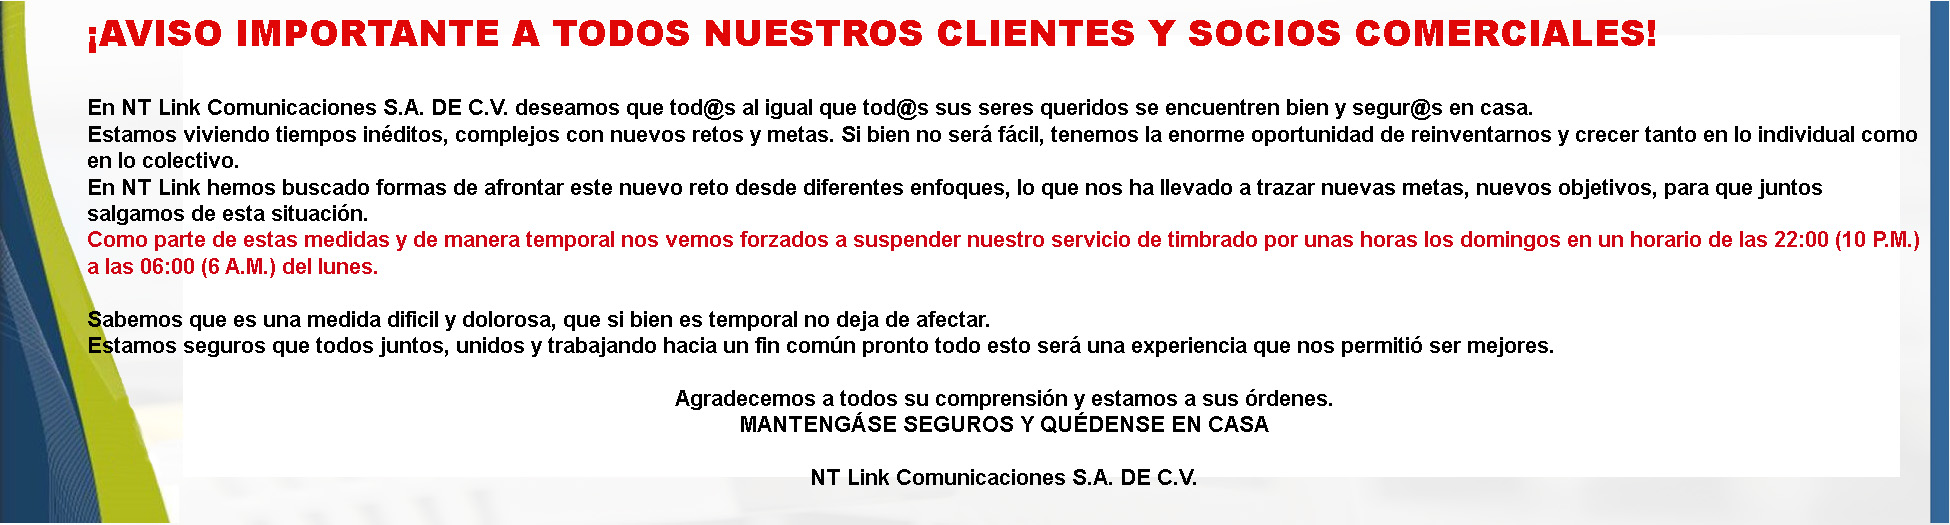 ¡AVISO IMPORTANTE A TODOS NUESTROS CLIENTES Y SOCIOS COMERCIALES!
En NT Link Comunicaciones S.A. DE C.V. deseamos que tod@s al igual que tod@s sus seres queridos se encuentren bien y segur@s en casa.
Estamos viviendo tiempos inéditos, complejos con nuevos retos y metas. Si bien no será fácil, tenemos la enorme oportunidad de reinventarnos y crecer tanto en lo individual como
en lo colectivo.
En NT Link hemos buscado formas de afrontar este nuevo reto desde diferentes enfoques, lo que nos ha llevado a trazar nuevas metas, nuevos objetivos, para que juntos
salgamos de esta situación.
Como parte de estas medidas y de manera temporal nos vemos forzados a suspender nuestro servicio de timbrado por unas horas los domingos en un horario de las 22:00 (10 P.M.)
a las 06:00 (6 A.M.) del lunes.
Sabemos que es una medida dificil y dolorosa, que si bien es temporal no deja de afectar.
Estamos seguros que todos juntos, unidos y trabajando hacia un fin común pronto todo esto será una experiencia que nos permitió ser mejores.
Agradecemos a todos su comprensión y estamos a sus órdenes.
MANTENGÁSE SEGUROS Y QUÉDENSE EN CASA
NT Link Comunicaciones S.A. DE C.V.